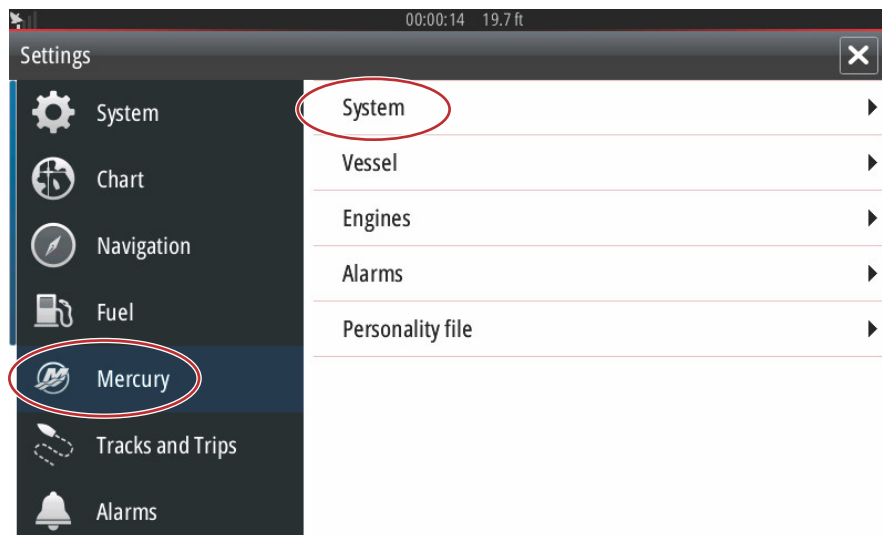 00:00:14 19.7 ft
Settings
System
Chart
Navigation
Fuel
Mercury
Tracks and Trips
Alarms
System
Vessel
Engines
Alarms
Personality file